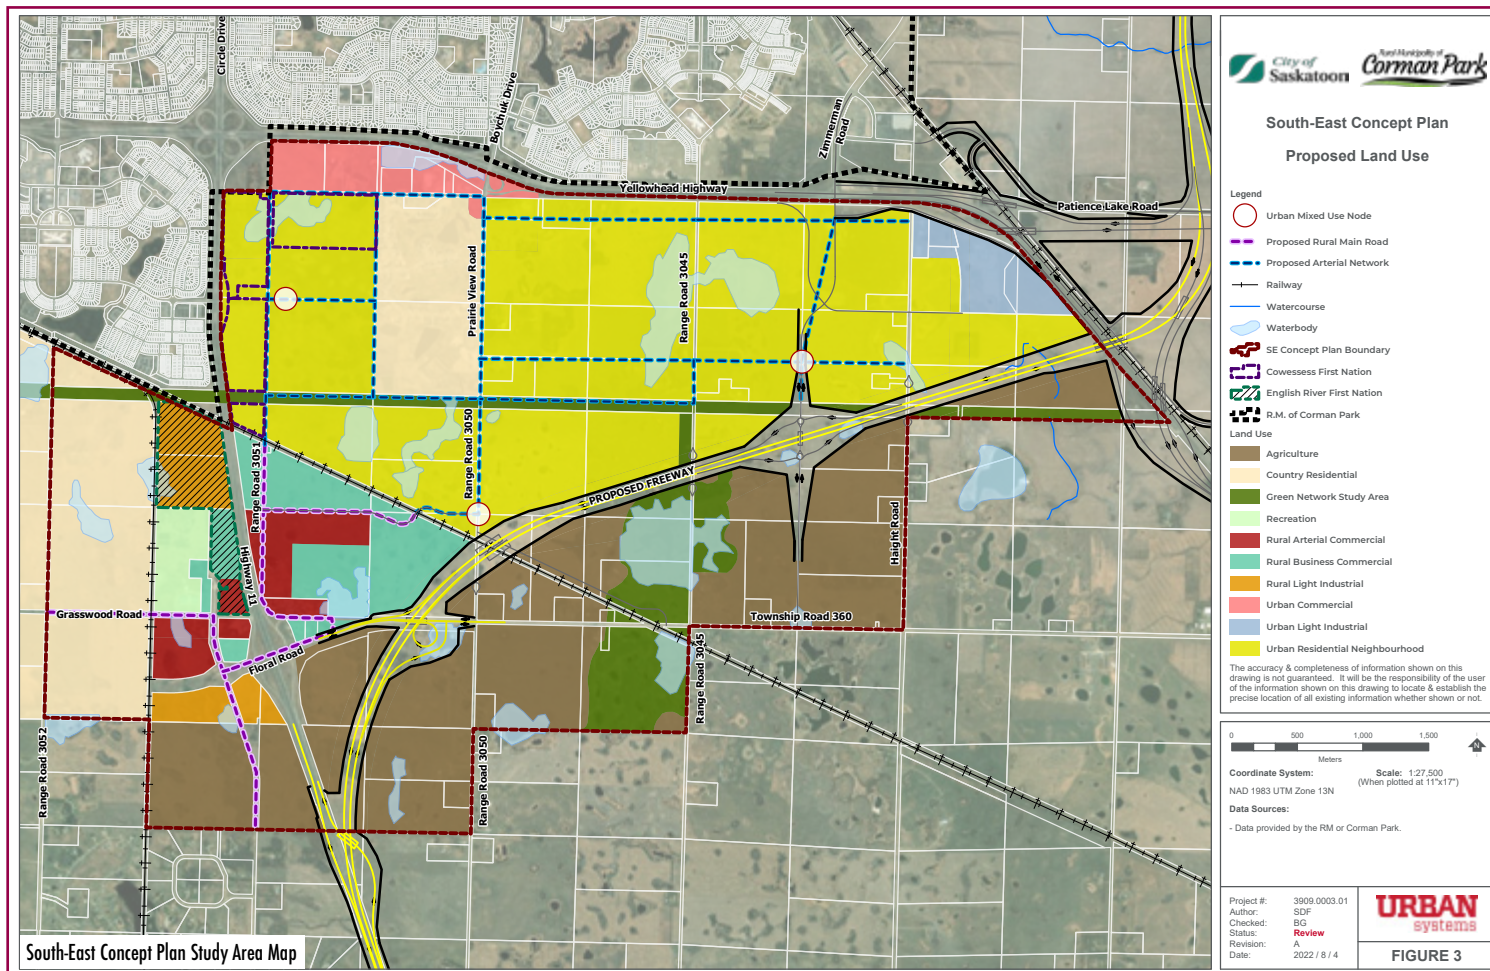 Circle Drive
Boychuk Drive
Zimmerman
Road
Yellowhead Highway
Patience Lake Road
Prairie View Road
Range Road 3045
Range Road 3050
Range Road 3051
PROPOSED FREEWAY
Haight Road
Highway 11
Grasswood Road
Floral Road
Township Road 360
Range Road 3045
Range Road 3052
Range Road 3050
South-East Concept Plan Study Area Map
City of
Saskatoon
Rural Municipality of
Corman Park
South-East Concept Plan
Proposed Land Use
Legend
Urban Mixed Use Node
Proposed Rural Main Road
Proposed Arterial Network
Railway
Watercourse
Waterbody
SE Concept Plan Boundary
Cowessess First Nation
English River First Nation
R.M. of Corman Park
Land Use
Agriculture
Country Residential
Green Network Study Area
Recreation
Rural Arterial Commercial
Rural Business Commercial
Rural Light Industrial
Urban Commercial
Urban Light Industrial
Urban Residential Neighbourhood
The accuracy & completeness of information shown on this
drawing is not guaranteed. It will be the responsibility of the user
of the information shown on this drawing to locate & establish the
precise location of all existing information whether shown or not.
0 500 1,000 1,500
Meters
N
Coordinate System: Scale: 1:27,500
(When plotted at 11"x17")
NAD 1983 UTM Zone 13N
Data Sources:
- Data provided by the RM or Corman Park.
Project #: 3909.0003.01
Author: SDF
Checked: BG
Status: Review
Revision: A
Date: 2022 / 8 / 4
URBAN
systems
FIGURE 3